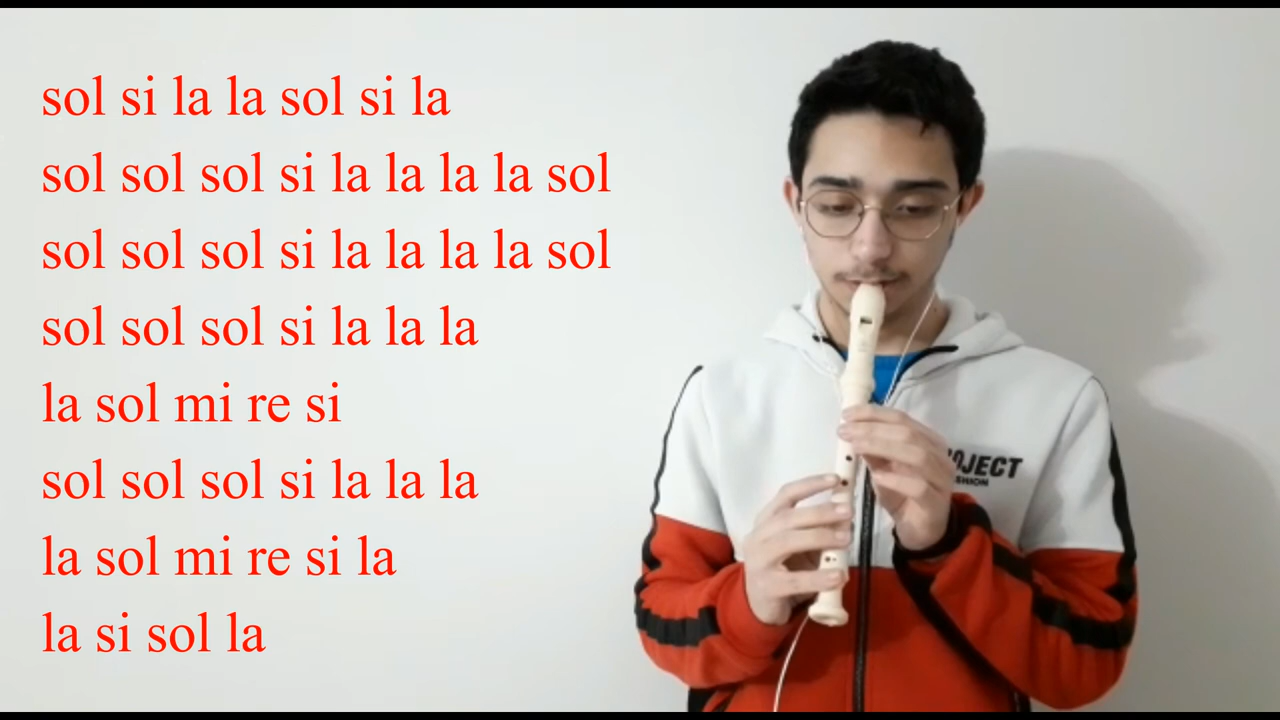 sol si la la sol si la
sol sol sol si la la la la sol
sol sol sol si la la la la sol
sol sol sol si la la la
la sol mi re si
sol sol sol si la la la
la sol mi re si la
la si sol la
OJECT